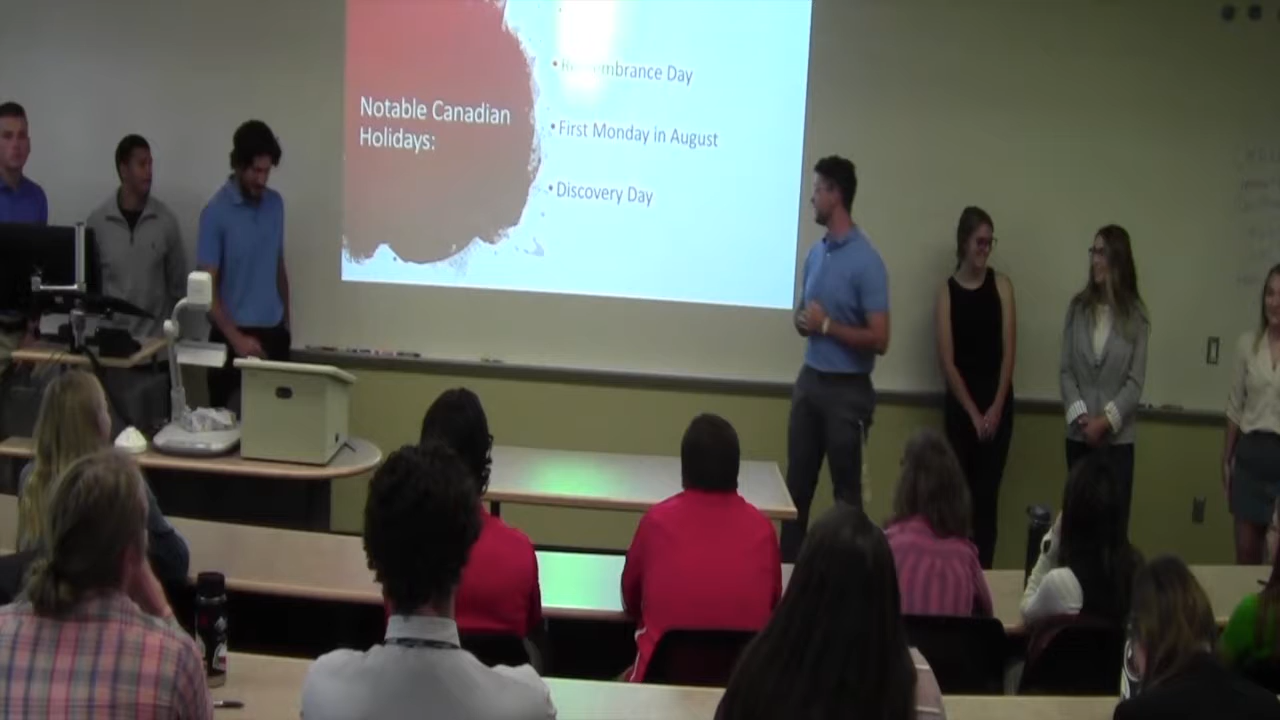 Notable Canadian
Holidays:
• Remembrance Day
• First Monday in August
• Discovery Day